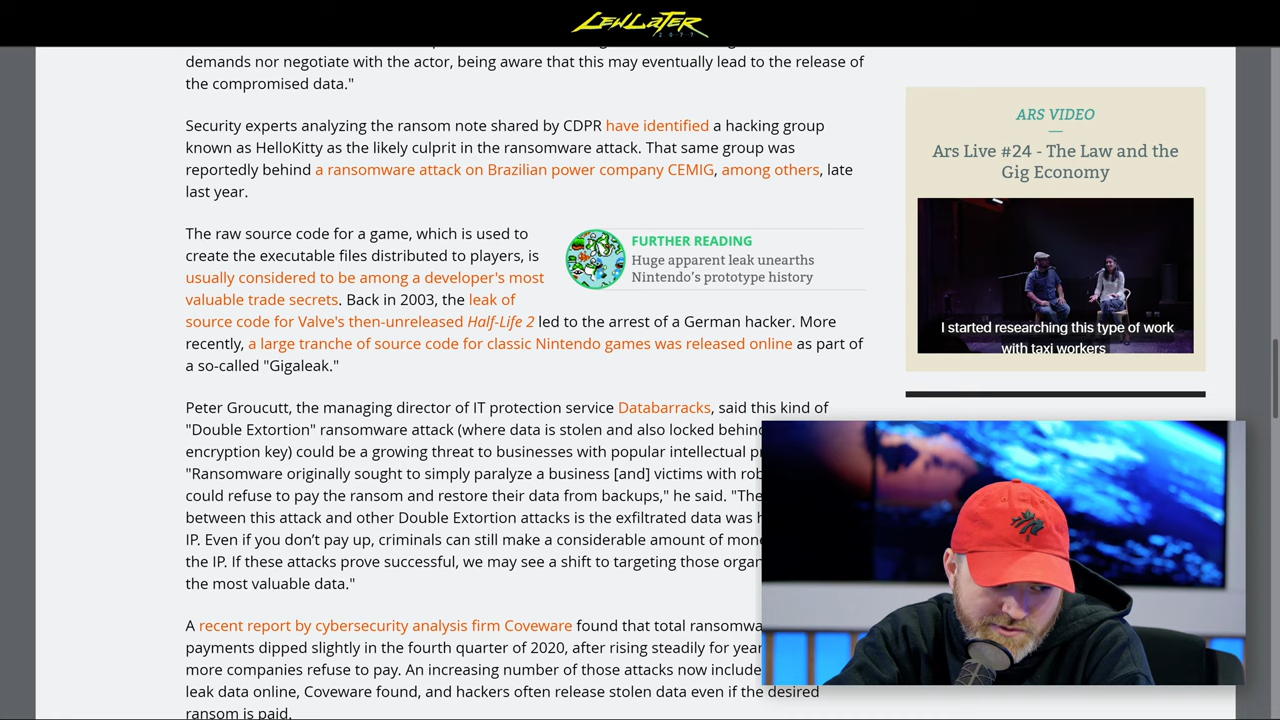 LEWLATER
2077
demands nor negotiate with the actor, being aware that this may eventually lead to the release of
the compromised data."
Security experts analyzing the ransom note shared by CDPR have identified a hacking group
known as HelloKitty as the likely culprit in the ransomware attack. That same group was
reportedly behind a ransomware attack on Brazilian power company CEMIG, among others, late
last year.
The raw source code for a game, which is used to
create the executable files distributed to players, is
usually considered to be among a developer's most
valuable trade secrets. Back in 2003, the leak of
source code for Valve's then-unreleased Half-Life 2 led to the arrest of a German hacker. More
recently, a large tranche of source code for classic Nintendo games was released online as part of
a so-called "Gigaleak."
FURTHER READING
Huge apparent leak unearths
Nintendo’s prototype history
Peter Groucutt, the managing director of IT protection service Databarracks, said this kind of
"Double Extortion" ransomware attack (where data is stolen and also locked behind
encryption key) could be a growing threat to businesses with popular intellectual
"Ransomware originally sought to simply paralyze a business [and] victims with
could refuse to pay the ransom and restore their data from backups," he said.
between this attack and other Double Extortion attacks is the exfiltrated data was
IP. Even if you don’t pay up, criminals can still make a considerable amount of
the IP. If these attacks prove successful, we may see a shift to targeting those
the most valuable data."
A recent report by cybersecurity analysis firm Coveware found that total
payments dipped slightly in the fourth quarter of 2020, after rising steadily for
more companies refuse to pay. An increasing number of those attacks now include
leak data online, Coveware found, and hackers often release stolen data even if the desired
ransom is paid.
ARS VIDEO
Ars Live #24 - The Law and the
Gig Economy
I started researching this type of work
with taxi workers